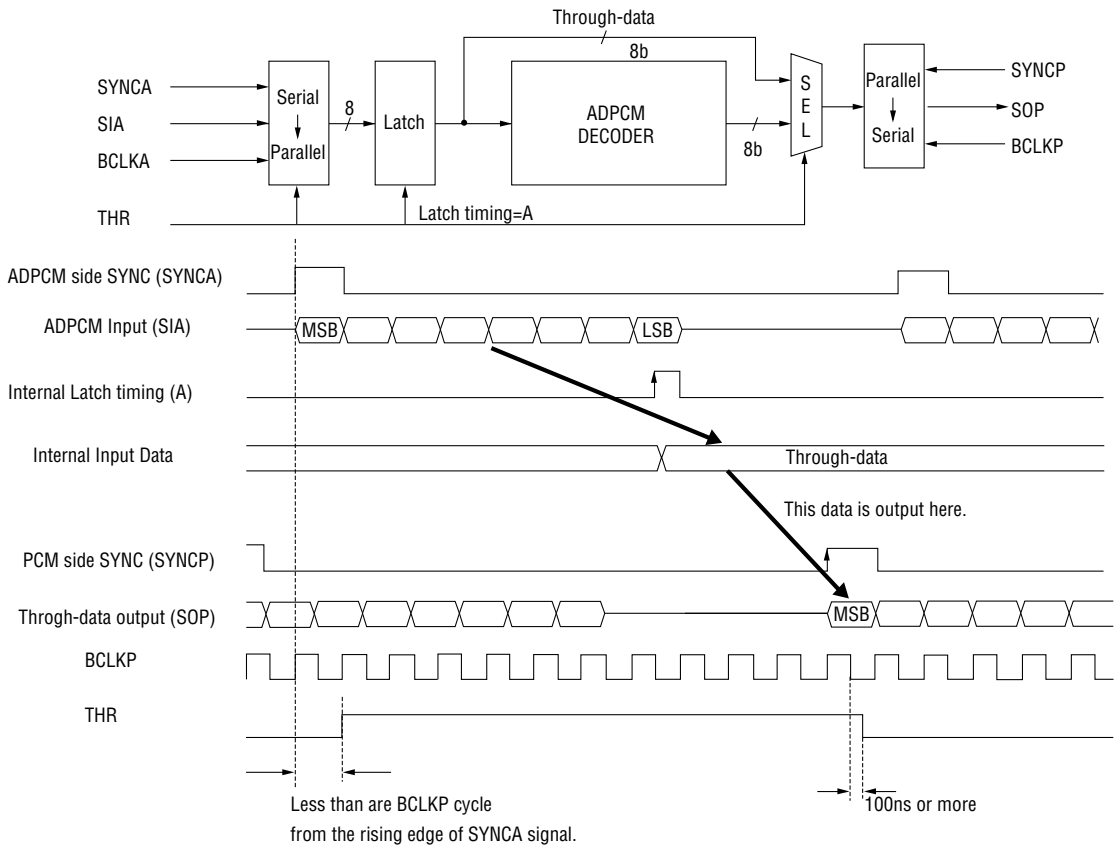 Through-data
8b
SYNCA
SIA
BCLKA
THR
Serial
Parallel
8
Latch
ADPCM
DECODER
8b
S
E
L
Parallel
Serial
SYNCP
SOP
BCLKP
Latch timing=A
ADPCM side SYNC (SYNCA)
ADPCM Input (SIA)
MSB
LSB
Internal Latch timing (A)
Internal Input Data
Through-data
This data is output here.
PCM side SYNC (SYNCP)
Throgh-data output (SOP)
MSB
BCLKP
THR
Less than are BCLKP cycle
from the rising edge of SYNCA signal.
100ns or more